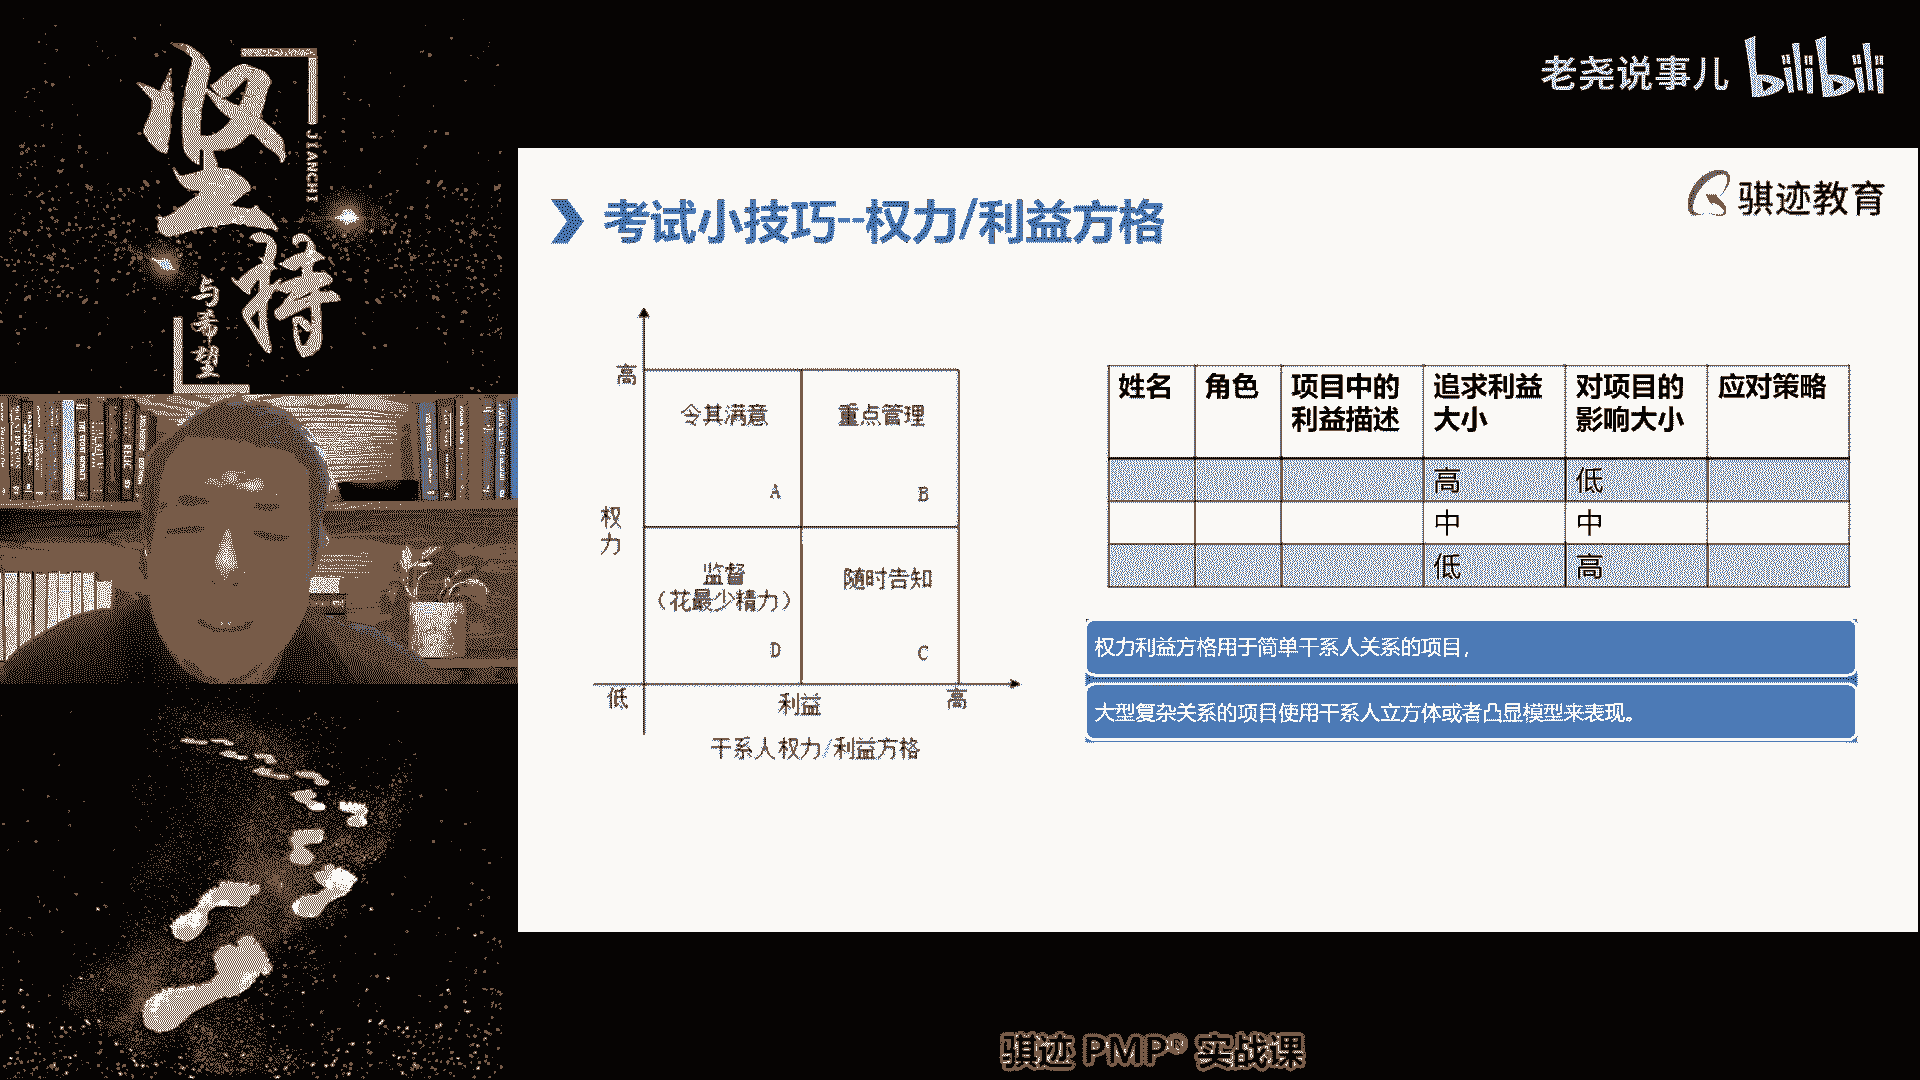 坚持
JIANCHI
与希望
老尧说事儿 bilibili
骐迹教育
考试小技巧--权力/利益方格
高
令其满意
重点管理
A
B
权力
监督
（花最少精力）
随时告知
D
C
低
利益
高
干系人权力/利益方格
姓名 角色 项目中的利益描述 追求利益大小 对项目的影响大小 应对策略
高 低
中 中
低 高
权力利益方格用于简单干系人关系的项目，
大型复杂关系的项目使用干系人立方体或者凸显模型来表现。
骐迹 PMP® 实战课